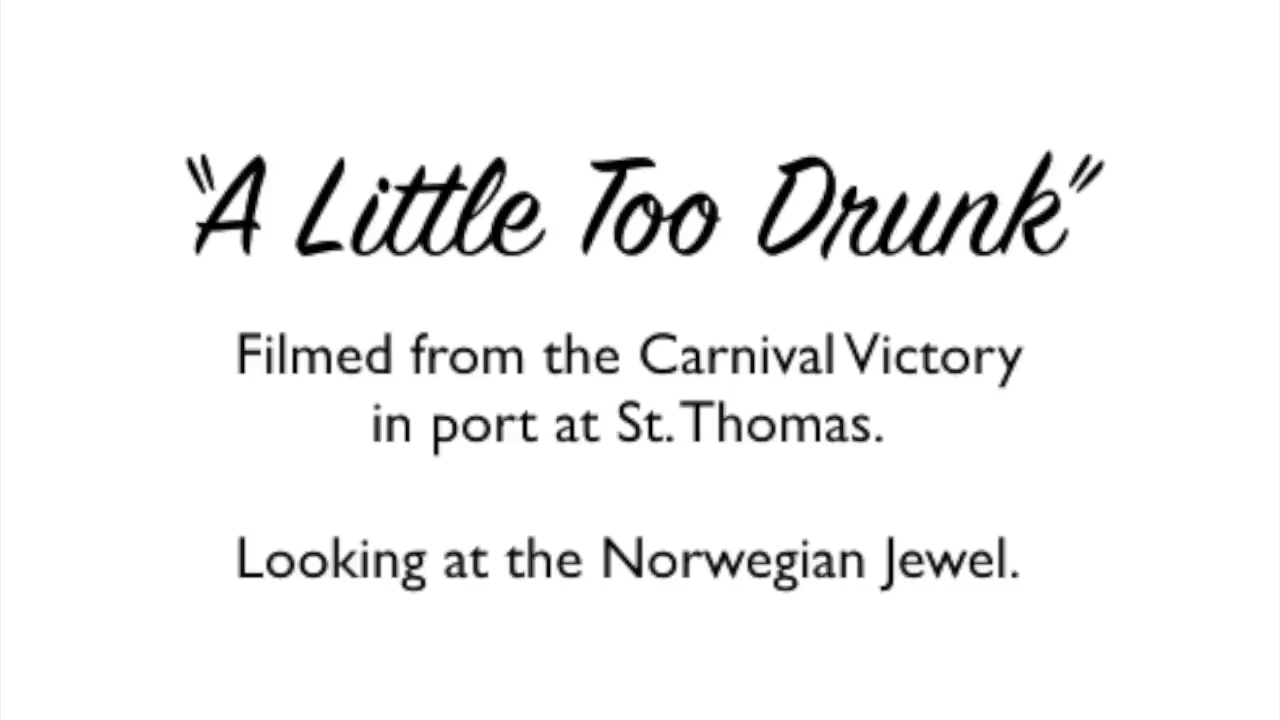 "A Little Too Drunk"
Filmed from the Carnival Victory
in port at St. Thomas.
Looking at the Norwegian Jewel.